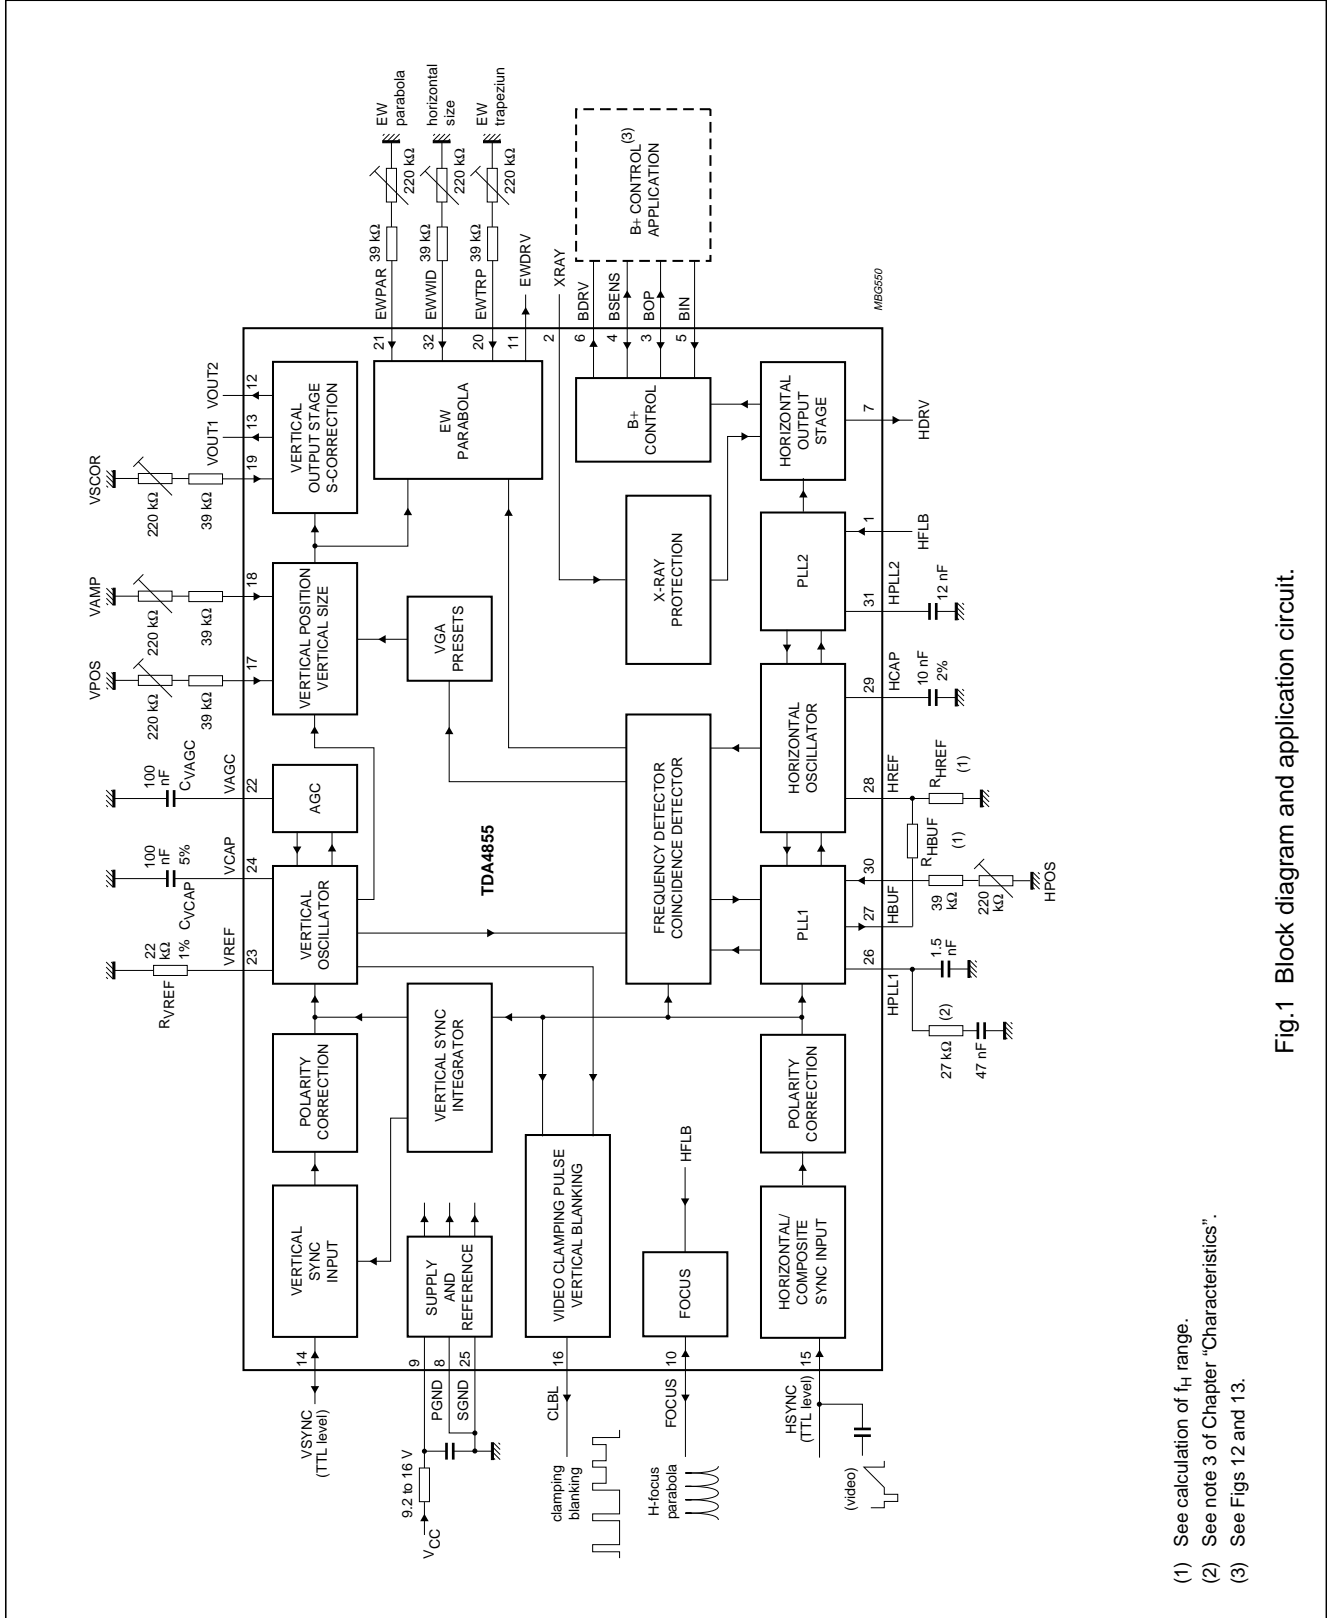 VSYNC
(TTL level)
14
VERTICAL
SYNC
INPUT
POLARITY
CORRECTION
RVREF
22
kΩ
1%
VREF
23
VERTICAL
OSCILLATOR
CVCAP
100
nF
5%
VCAP
24
100
nF
CVAGC
VAGC
22
AGC
VPOS
220 kΩ
39 kΩ
17
VAMP
220 kΩ
39 kΩ
18
VERTICAL POSITION
VERTICAL SIZE
VSCOR
220 kΩ
39 kΩ
19
VOUT1
13
VOUT2
12
VERTICAL
OUTPUT STAGE
S-CORRECTION
VCC
9.2 to 16 V
9
PGND
8
SGND
25
SUPPLY
AND
REFERENCE
VERTICAL SYNC
INTEGRATOR
TDA4855
VGA
PRESETS
EW
PARABOLA
21
EWPAR
39 kΩ
220 kΩ
EW
parabola
32
EWWID
39 kΩ
220 kΩ
horizontal
size
20
EWTRP
39 kΩ
220 kΩ
EW
trapeziun
11
EWDRV
2
XRAY
clamping
blanking
CLBL
16
VIDEO CLAMPING PULSE
VERTICAL BLANKING
FREQUENCY DETECTOR
COINCIDENCE DETECTOR
X-RAY
PROTECTION
B+
CONTROL
6
BDRV
4
BSENS
3
BOP
5
BIN
B+ CONTROL(3)
APPLICATION
H-focus
parabola
FOCUS
10
FOCUS
HFLB
(video)
HSYNC
(TTL level)
15
HORIZONTAL/
COMPOSITE
SYNC INPUT
POLARITY
CORRECTION
PLL1
HORIZONTAL
OSCILLATOR
PLL2
HORIZONTAL
OUTPUT
STAGE
26
HPLL1
27 kΩ
(2)
47 nF
1.5
nF
27
HBUF
30
39
kΩ
220
kΩ
HPOS
RHBUF
(1)
28
HREF
RHREF
(1)
29
HCAP
10 nF
2%
31
HPLL2
12 nF
1
HFLB
7
HDRV
MBG550
(1) See calculation of fH range.
(2) See note 3 of Chapter “Characteristics”.
(3) See Figs 12 and 13.
Fig.1 Block diagram and application circuit.